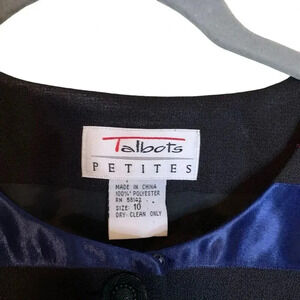 Talbots
PETITES
MADE IN CHINA
100% POLYESTER
RN 58142
SIZE: 10
DRY-CLEAN ONLY